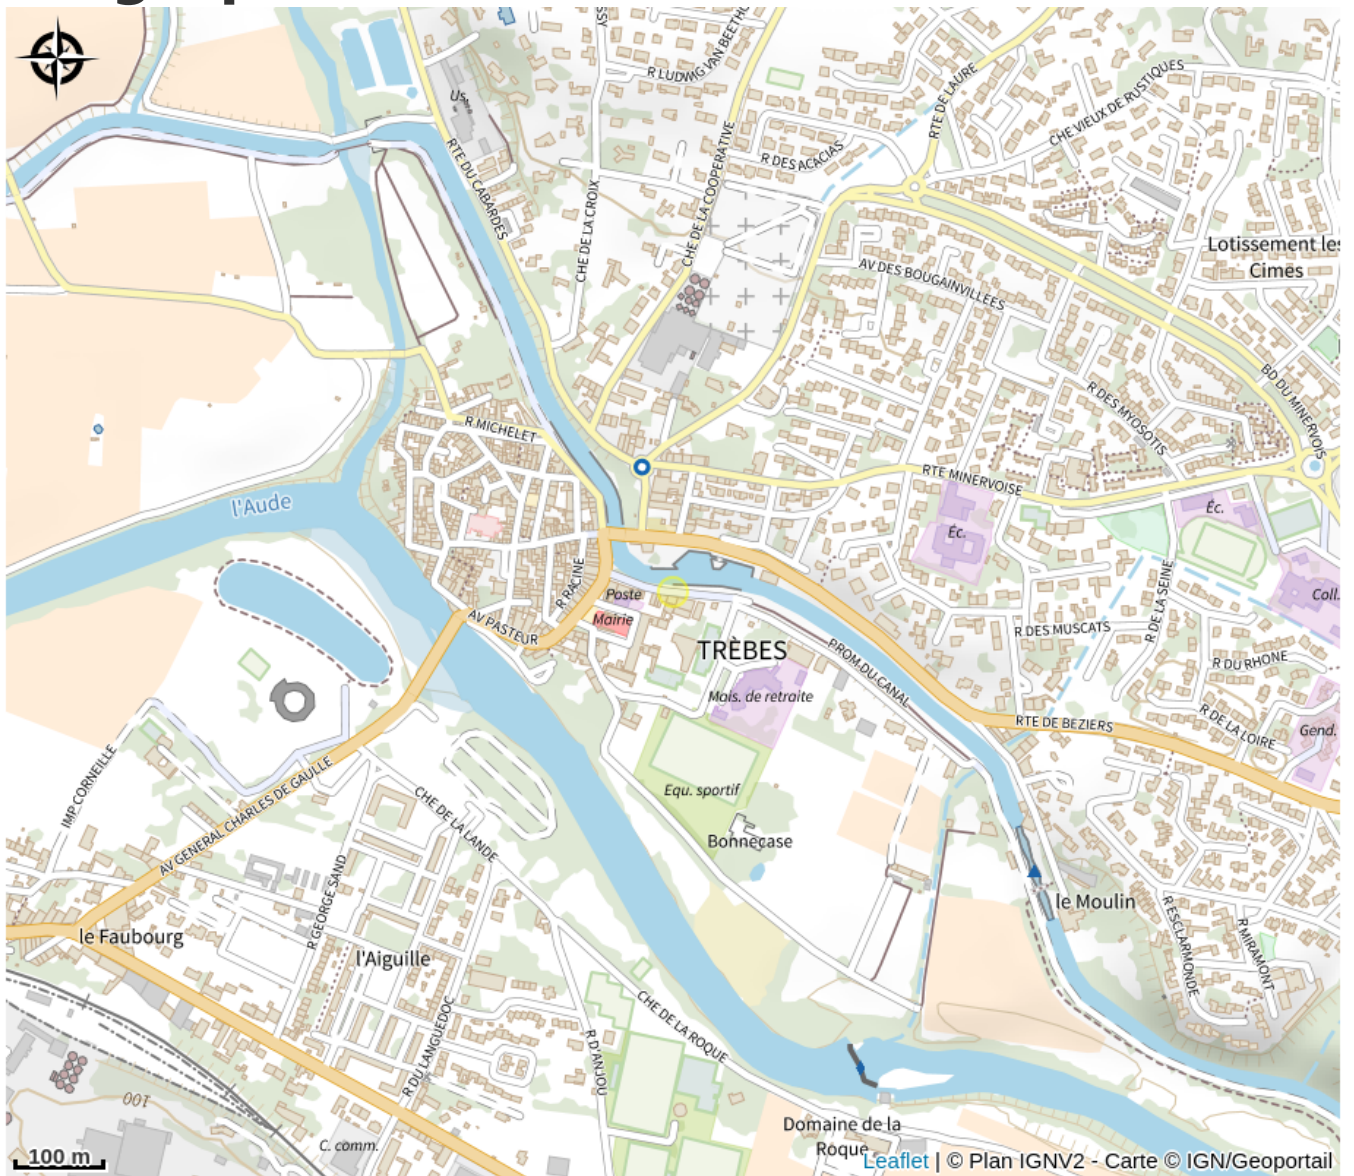 R LUDWIG VAN BEETHO
RTE DE LAURE
CHE VIEUX DE RUSTIQUES
Usine
RTE DU CABARDES
CHE DE LA COOPERATIVE
R DES ACACIAS
CHE DE LA CROIX
Lotissement les
Cimes
AV DES BOUGAINVILLEES
BD DU MINERVOIS
R DES MYOSOTIS
R MICHELET
RTE MINERVOISE
l'Aude
Éc.
Éc.
R RACINE
Poste
Mairie
AV PASTEUR
TRÈBES
R DE LA SEINE
Coll.
R DES MUSCATS
PROM DU CANAL
R DU RHONE
Mais. de retraite
R DE LA LOIRE
RTE DE BEZIERS
Gend.
IMP CORNEILLE
AV GENERAL CHARLES DE GAULLE
Equ. sportif
CHE DE LA LANDE
Bonnecase
R GEORGE SAND
le Moulin
R ESCLARMONDE
R MIRAMONT
le Faubourg
l'Aiguille
CHE DE LA ROQUE
R DU LANGUEDOC
R D'ANJOU
100
C. comm.
Domaine de la
Roque
100 m
Leaflet | © Plan IGNV2 - Carte © IGN/Geoportail